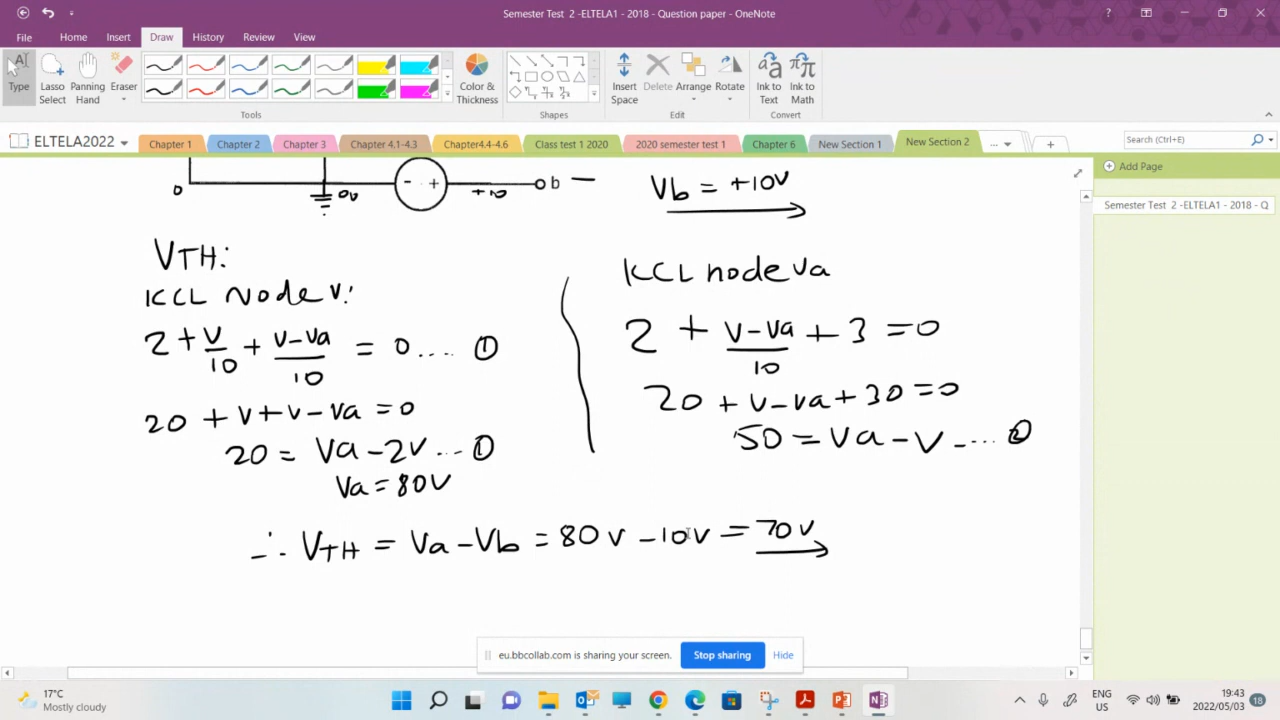 Semester Test 2 -ELTELA1 - 2018 - Question paper - OneNote
File Home Insert Draw History Review View
Type
Lasso Select
Panning Hand
Eraser
Color & Thickness
Insert Space
Delete
Arrange
Rotate
Ink to Text
Ink to Math
Tools Shapes Edit Convert
ELTELA2022
Chapter 1
Chapter 2
Chapter 3
Chapter 4.1-4.3
Chapter4.4-4.6
Class test 1 2020
2020 semester test 1
Chapter 6
New Section 1
New Section 2
Search (Ctrl+E)
Add Page
Semester Test 2 -ELTELA1 - 2018 - Q
0 0V - + +10 b –
Vb = +10V
VTH:
KCL Node V:
2 + V/10 + (V-Va)/10 = 0 .... ①
20 + V + V - Va = 0
20 = Va - 2V ... ①
Va = 80V
KCL node Va
2 + (V-Va)/10 + 3 = 0
20 + V - Va + 30 = 0
50 = Va - V - ... ②
∴ VTH = Va - Vb = 80V - 10V = 70V
eu.bbcollab.com is sharing your screen. Stop sharing Hide
17°C
Mostly cloudy
ENG
US
19:43
2022/05/03
18